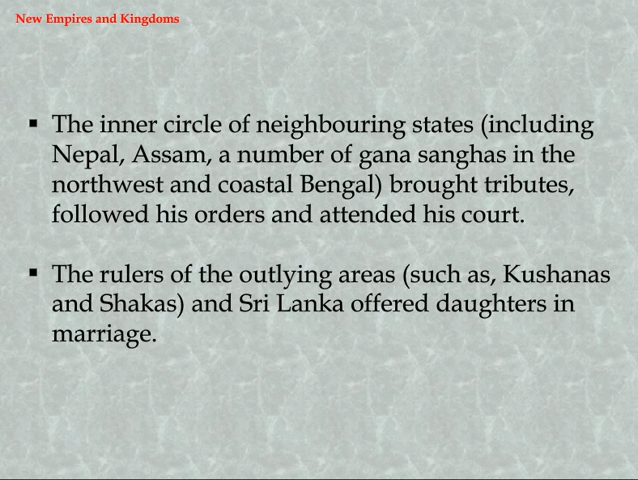 New Empires and Kingdoms
▪ The inner circle of neighbouring states (including
Nepal, Assam, a number of gana sanghas in the
northwest and coastal Bengal) brought tributes,
followed his orders and attended his court.
▪ The rulers of the outlying areas (such as, Kushanas
and Shakas) and Sri Lanka offered daughters in
marriage.